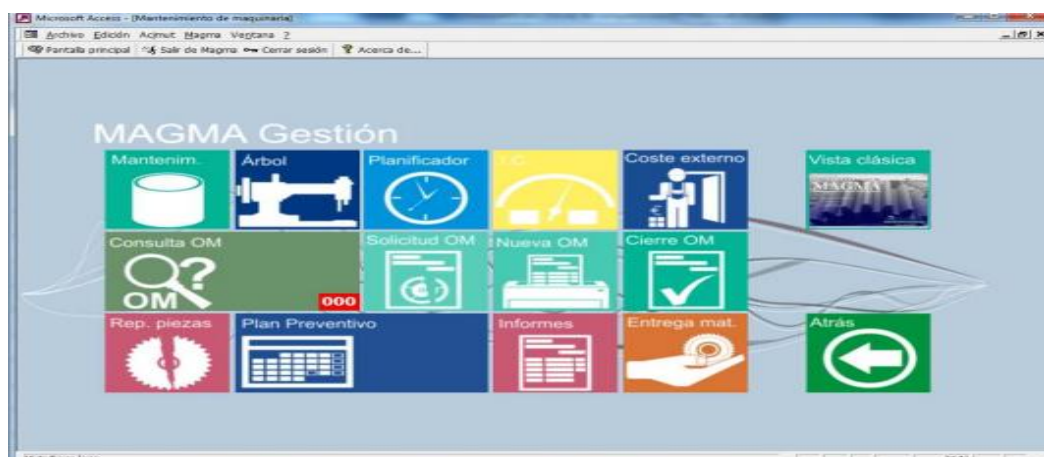 Microsoft Access - [Mantenimiento de maquinaria]
Archivo Edición Acimut Magma Ventana ?
Pantalla principal Salir de Magma Cerrar sesión Acerca de...
MAGMA Gestión
Mantenim. Árbol Planificador Coste externo Vista clásica
MAGMA
Consulta OM Solicitud OM Nueva OM Cierre OM
OM ?
000
Rep. piezas Plan Preventivo Informes Entrega mat. Atrás